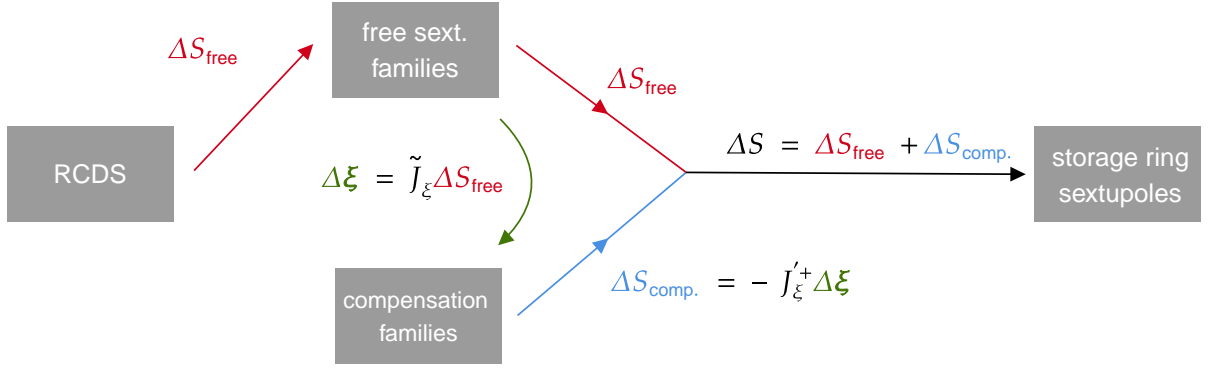 ΔS_free
free sext.
families
ΔS_free
RCDS
Δξ = J̃_ξ ΔS_free
ΔS = ΔS_free + ΔS_comp.
storage ring
sextupoles
compensation
families
ΔS_comp. = − J_ξ^'+ Δξ